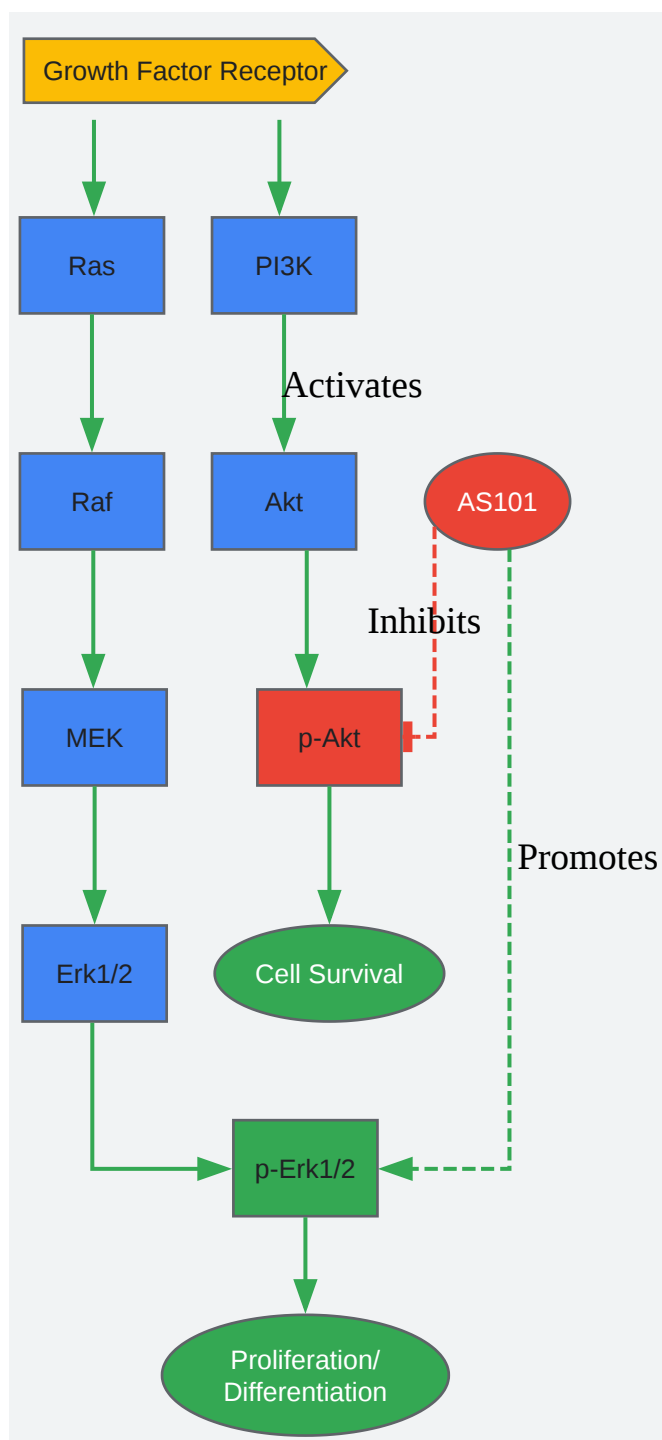 Growth Factor Receptor
Ras
PI3K
Activates
Raf
Akt
AS101
Inhibits
MEK
p-Akt
Promotes
Erk1/2
Cell Survival
p-Erk1/2
Proliferation/
Differentiation